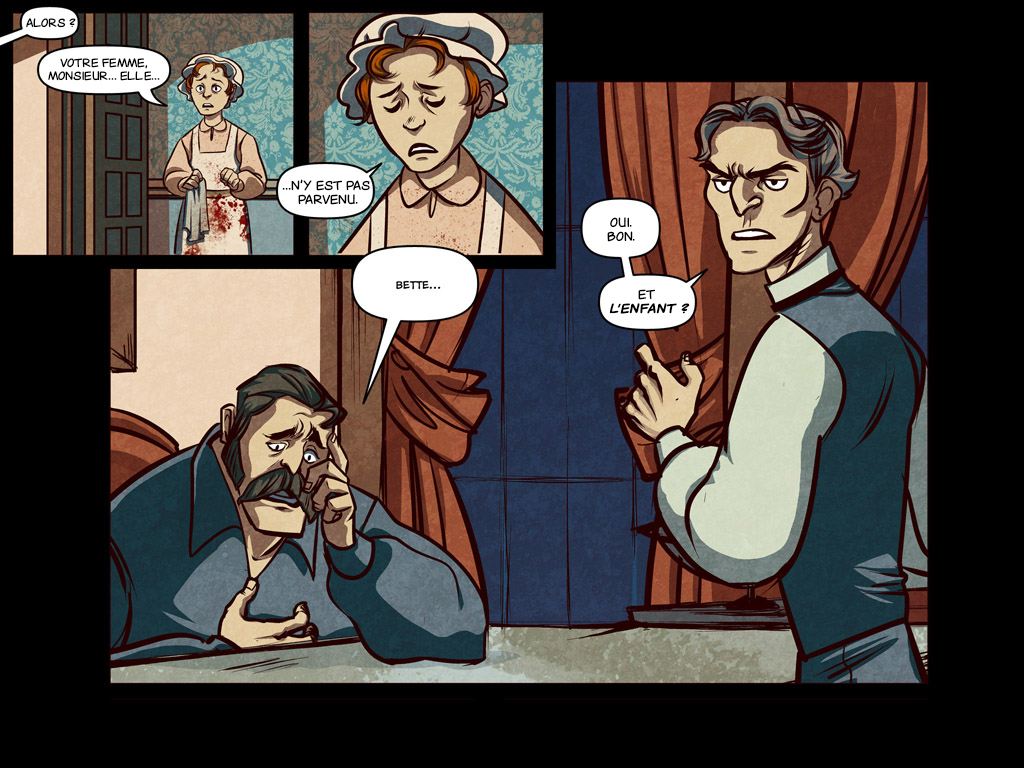 ALORS ?
VOTRE FEMME,
MONSIEUR... ELLE...
...N'Y EST PAS
PARVENU.
BETTE...
OUI.
BON.
ET
L'ENFANT ?